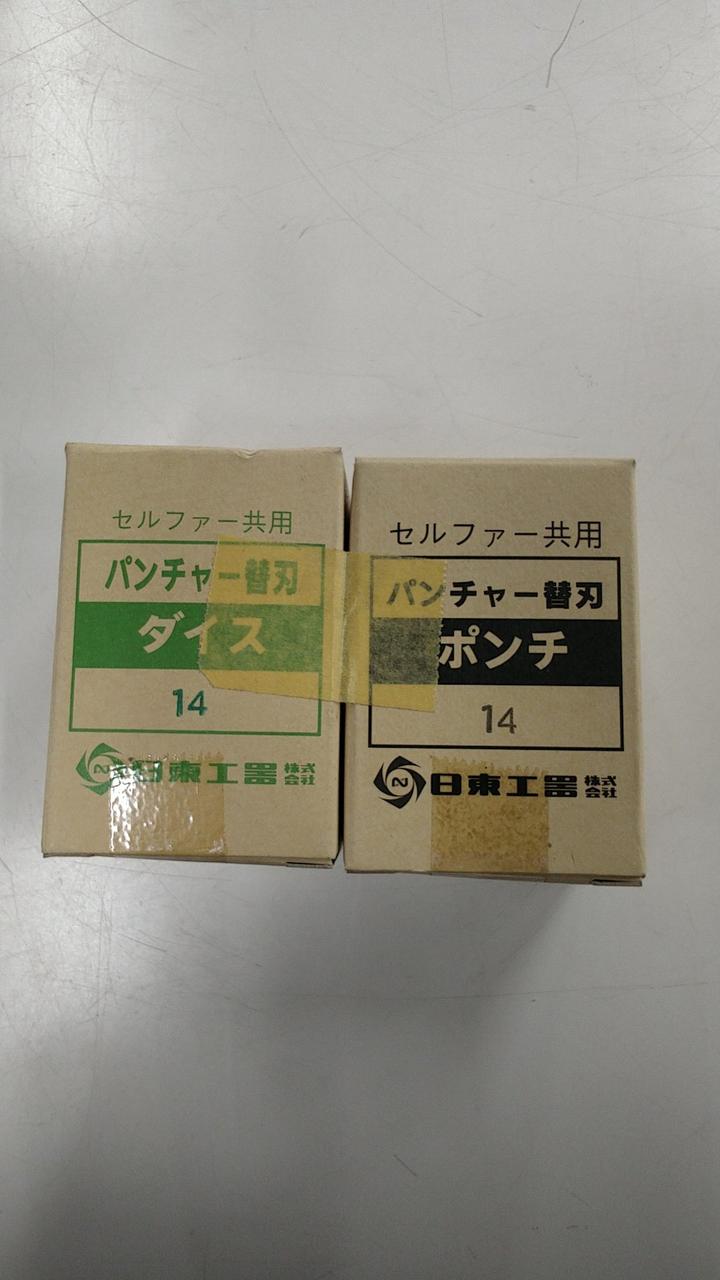 セルファー共用
パンチャー替刃
ダイス
14
日東工器株式会社
セルファー共用
パンチャー替刃
ポンチ
14
日東工器株式会社